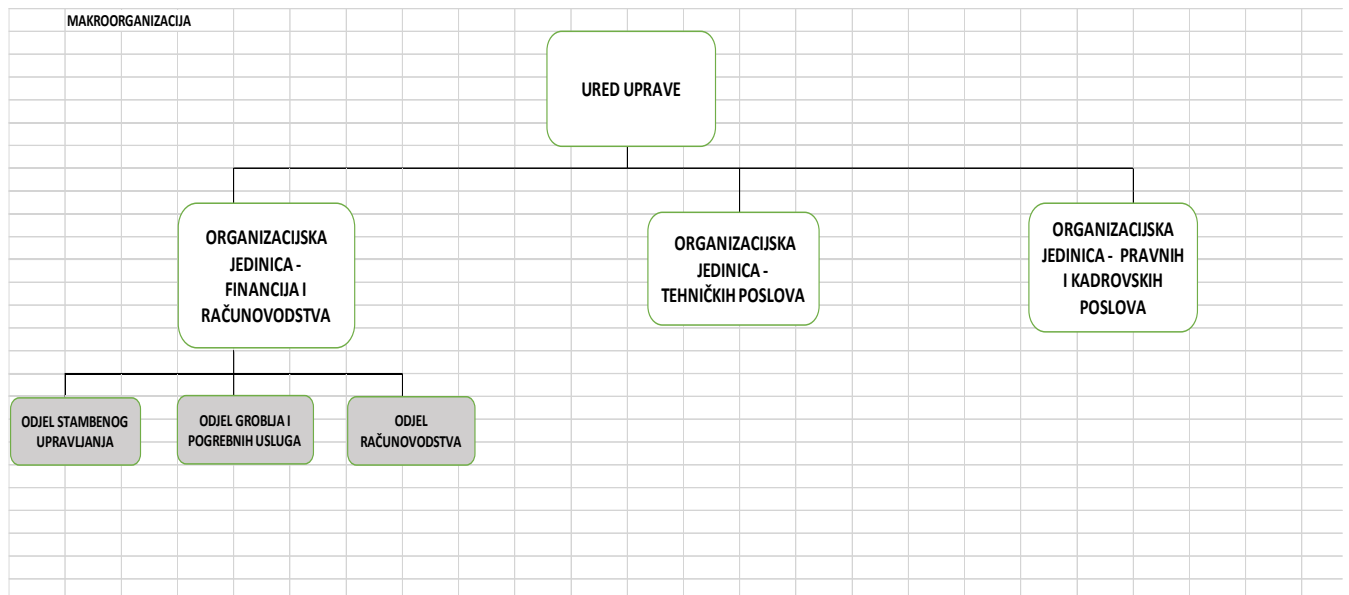 MAKROORGANIZACIJA
URED UPRAVE
ORGANIZACIJSKA
JEDINICA -
FINANCIJA I
RAČUNOVODSTVA
ORGANIZACIJSKA
JEDINICA -
TEHNIČKIH POSLOVA
ORGANIZACIJSKA
JEDINICA - PRAVNIH
I KADROVSKIH
POSLOVA
ODJEL STAMBENOG
UPRAVLJANJA
ODJEL GROBLJA I
POGREBNIH USLUGA
ODJEL
RAČUNOVODSTVA